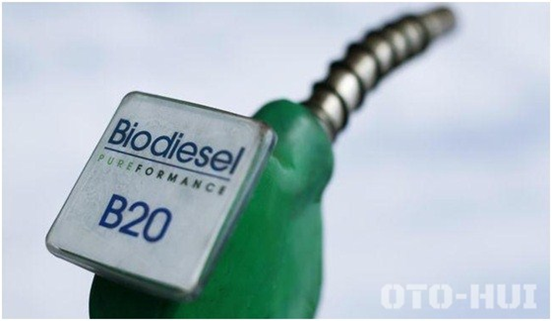 Biodiesel
PUREFORMANCE
B20
OTO-HUI